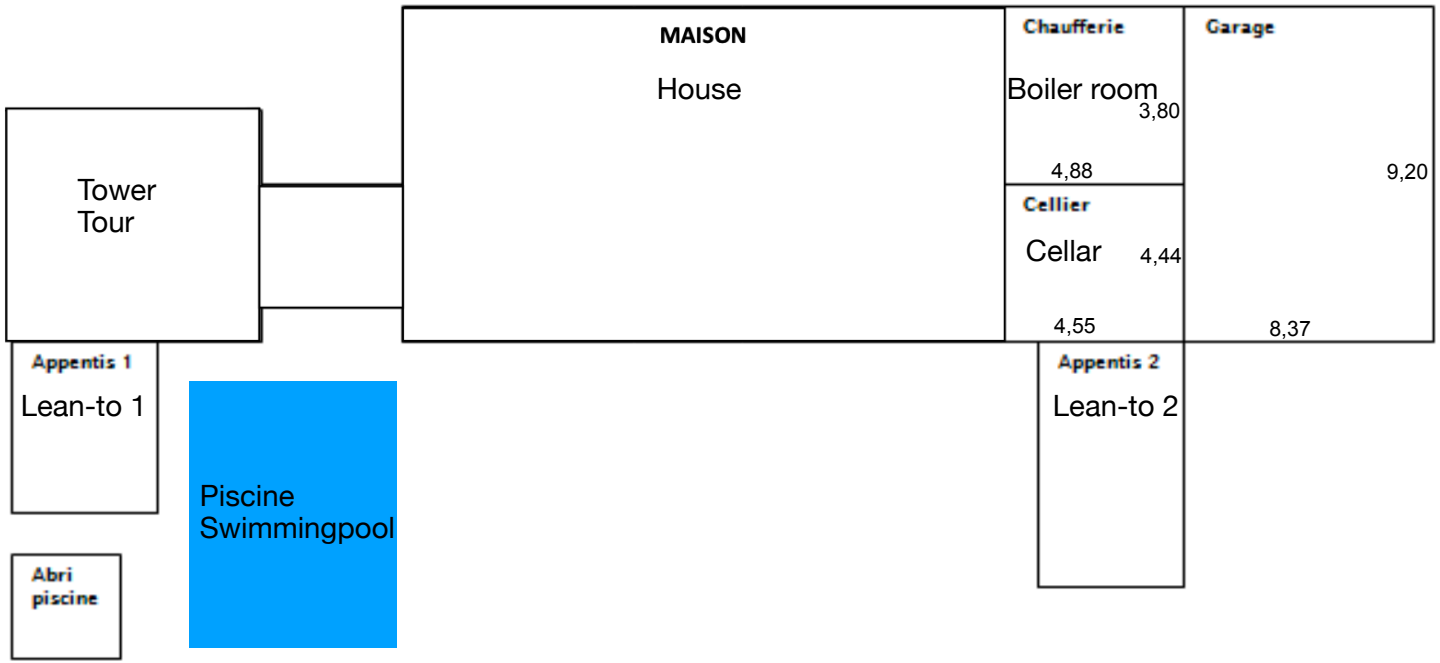 MAISON
House
Chaufferie
Boiler room
3,80
4,88
Garage
9,20
8,37
Tower
Tour
Cellier
Cellar
4,44
4,55
Appentis 1
Lean-to 1
Appentis 2
Lean-to 2
Piscine
Swimmingpool
Abri
piscine